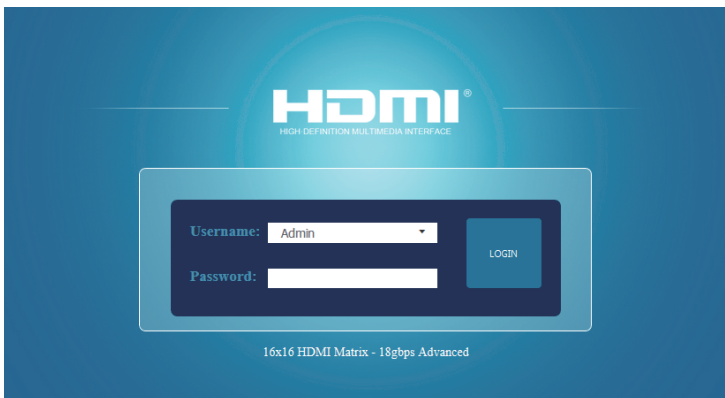 HDMI®
HIGH-DEFINITION MULTIMEDIA INTERFACE
Username: Admin
LOGIN
Password:
16x16 HDMI Matrix - 18gbps Advanced